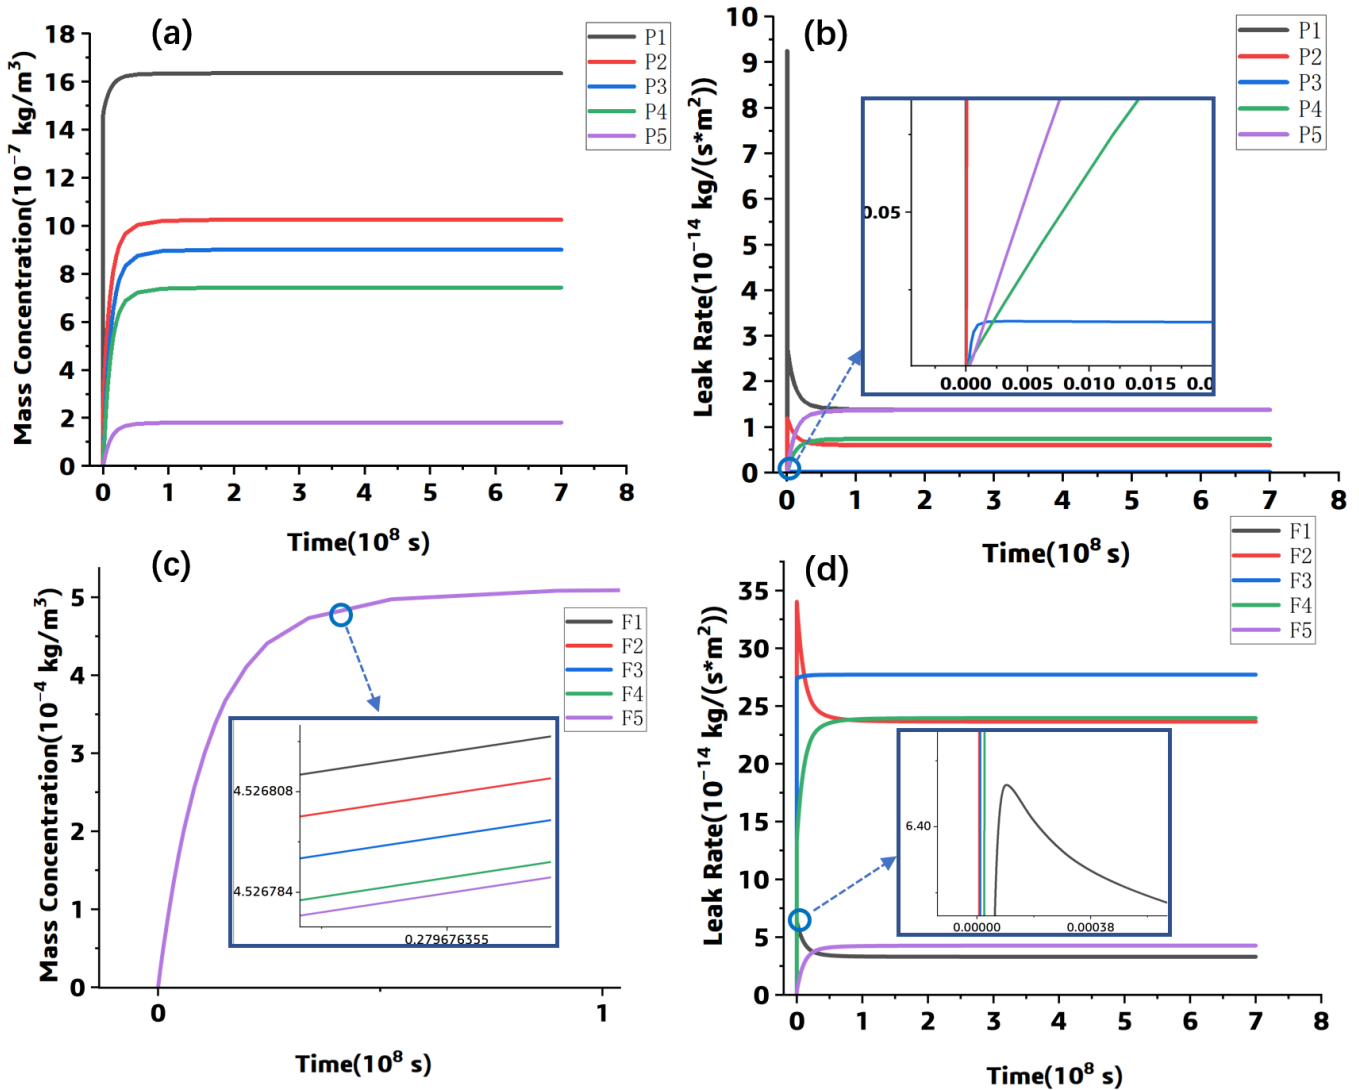 (a)
18
16
14
12
10
8
6
4
2
0
0 1 2 3 4 5 6 7 8
Mass Concentration(10⁻⁷ kg/m³)
Time(10⁸ s)
P1
P2
P3
P4
P5
(b)
10
9
8
7
6
5
4
3
2
1
0
0 1 2 3 4 5 6 7 8
Leak Rate(10⁻¹⁴ kg/(s*m²))
Time(10⁸ s)
P1
P2
P3
P4
P5
0.05
0.000 0.005 0.010 0.015 0.0
(c)
5
4
3
2
1
0
0 1
Mass Concentration(10⁻⁴ kg/m³)
Time(10⁸ s)
F1
F2
F3
F4
F5
4.526808
4.526784
0.279676355
(d)
35
30
25
20
15
10
5
0
0 1 2 3 4 5 6 7 8
Leak Rate(10⁻¹⁴ kg/(s*m²))
Time(10⁸ s)
F1
F2
F3
F4
F5
6.40
0.00000 0.00038